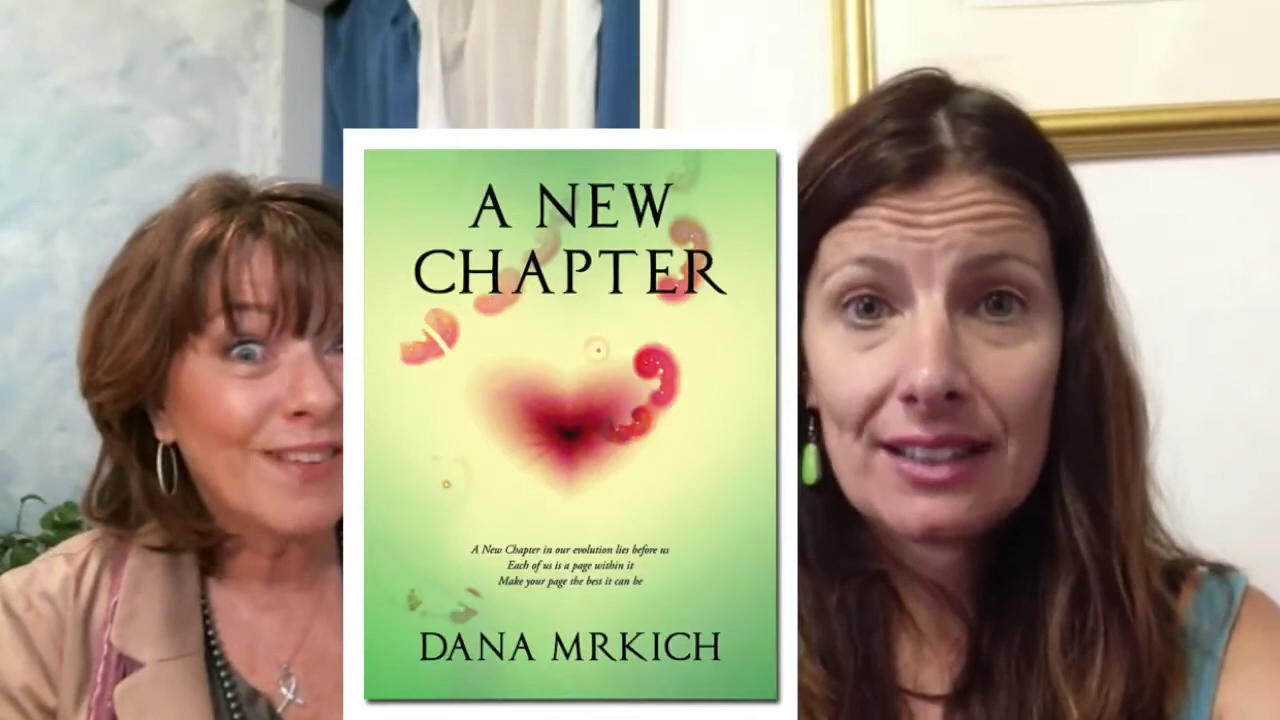 A NEW
CHAPTER
A New Chapter in our evolution lies before us
Each of us is a page within it
Make your page the best it can be
DANA MRKICH